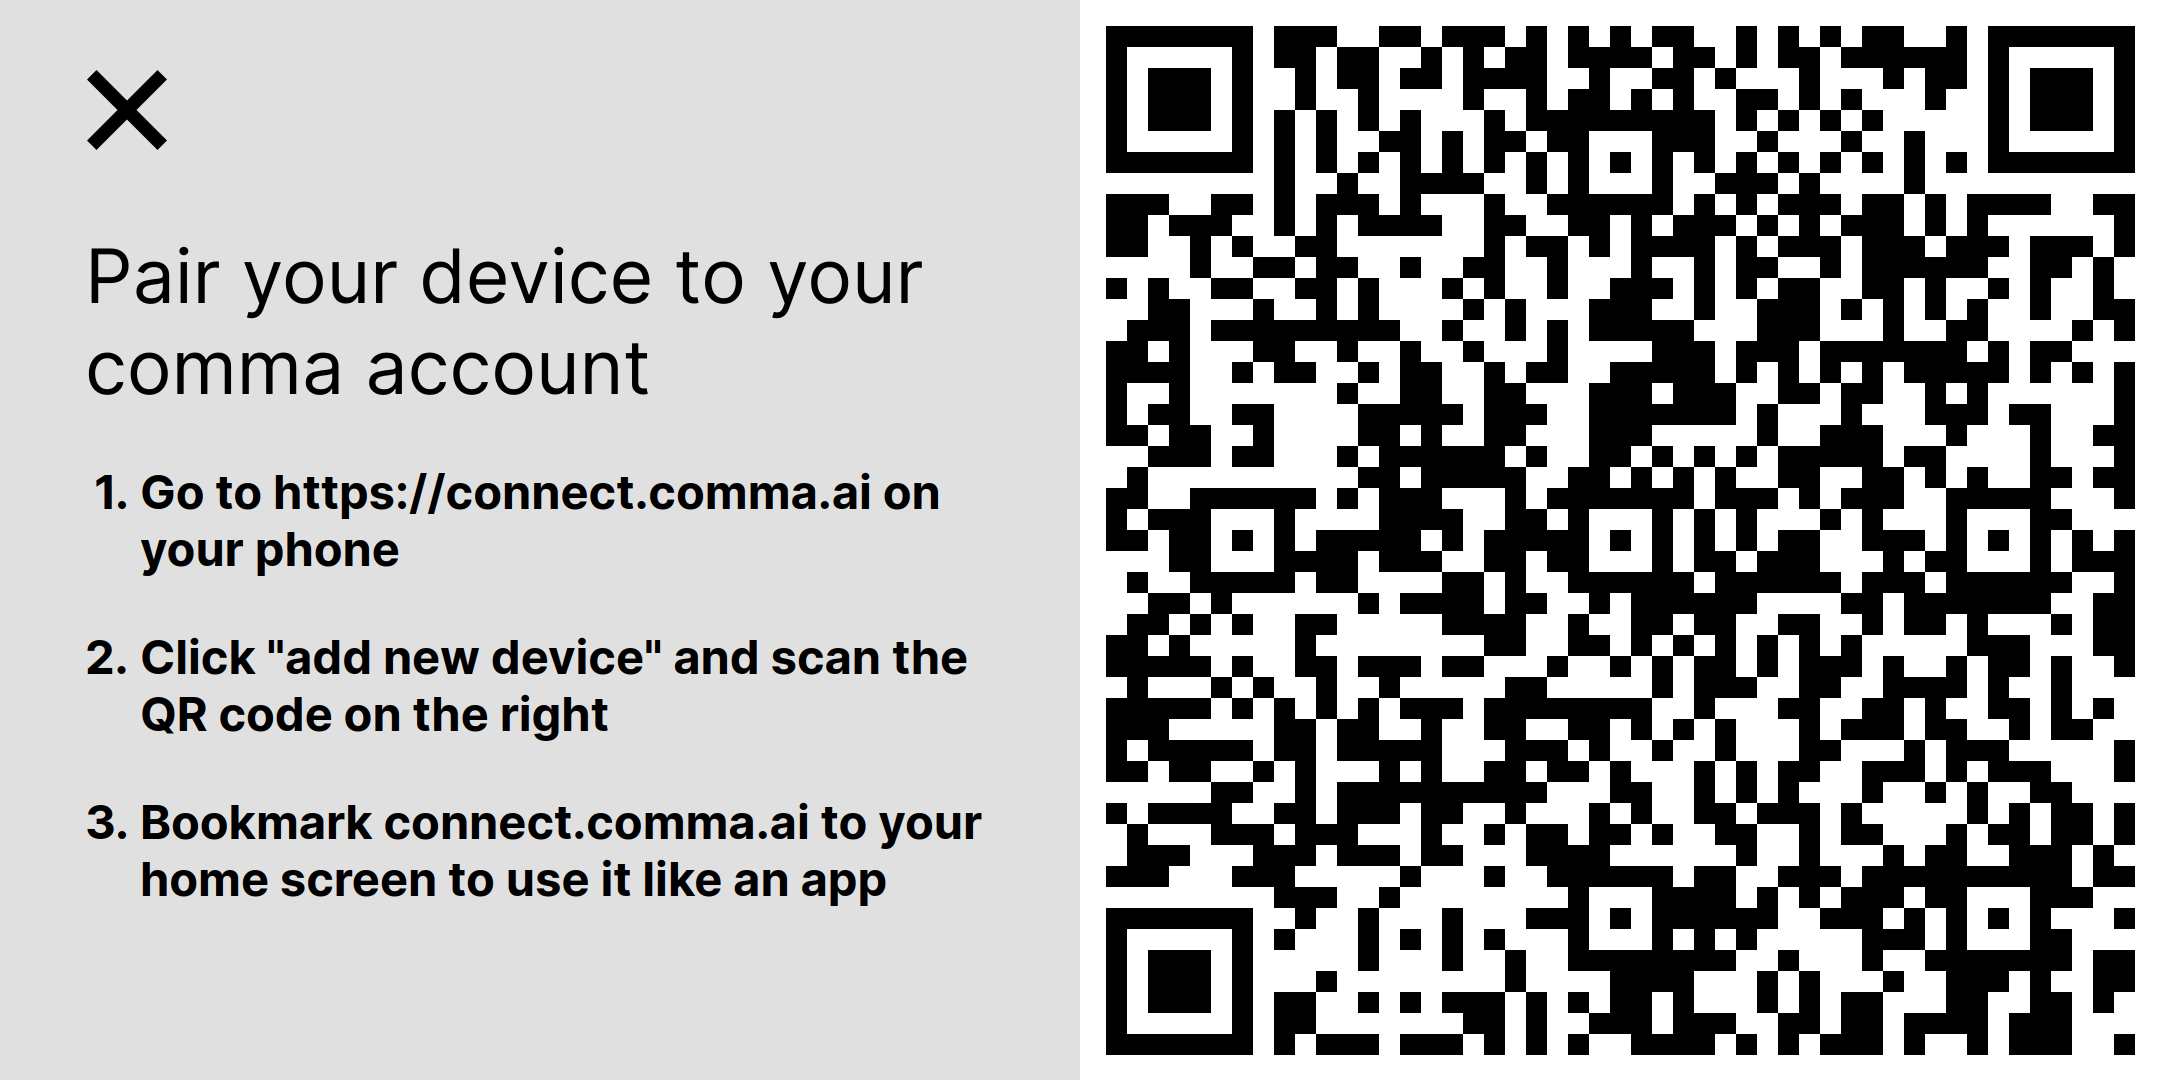 Pair your device to your
comma account
1. Go to https://connect.comma.ai on
your phone
2. Click "add new device" and scan the
QR code on the right
3. Bookmark connect.comma.ai to your
home screen to use it like an app